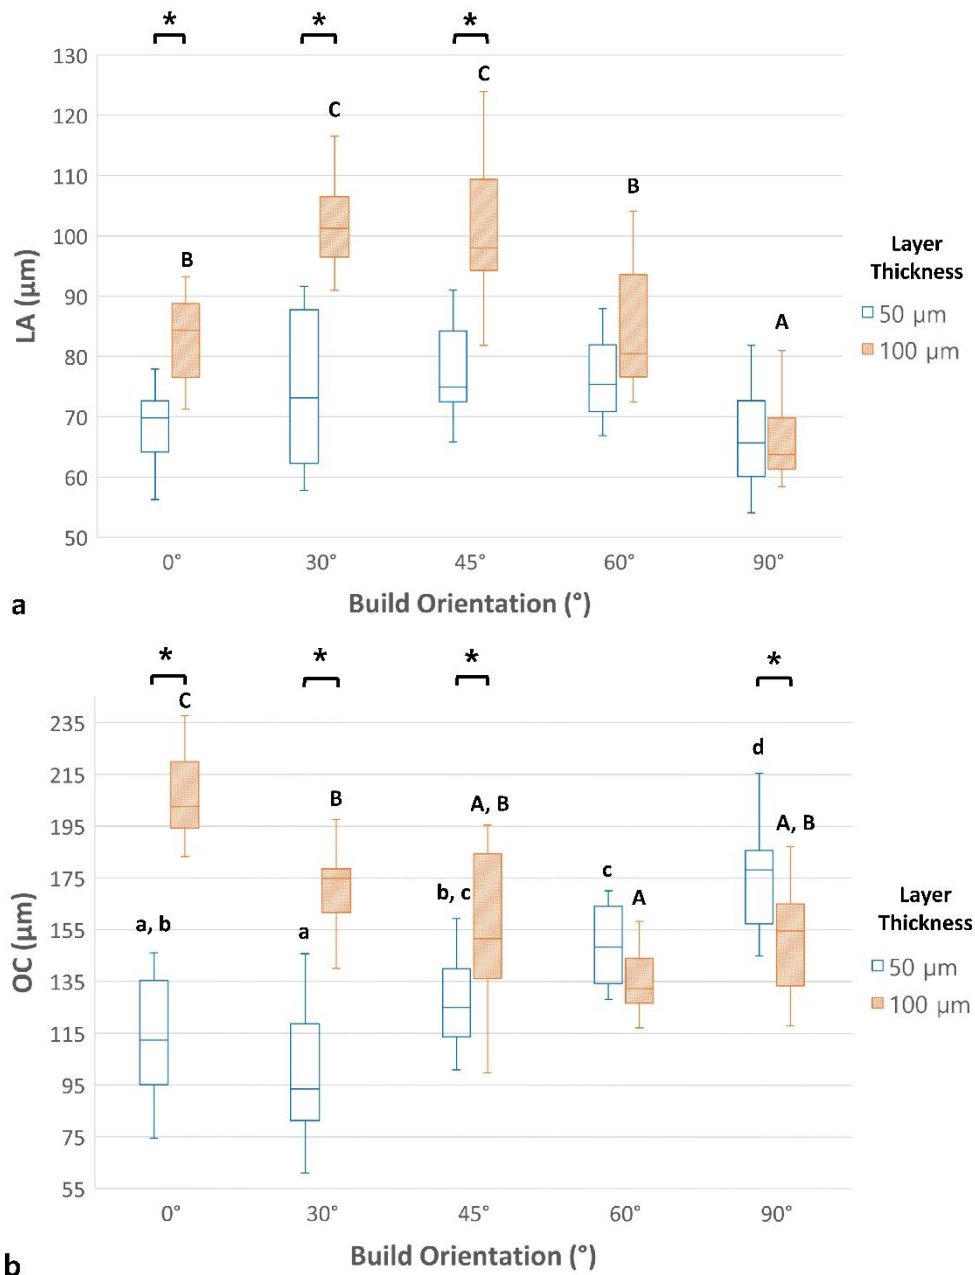 * * *
130
C
120
C
110
B
100
B
90
A
80
70
60
50
LA (µm)
0° 30° 45° 60° 90°
Build Orientation (°)
Layer
Thickness
50 µm
100 µm
a
* * * *
C
235
d
215
B A, B A, B
195
c
175
b, c A
a, b a
155
135
115
95
75
55
OC (µm)
0° 30° 45° 60° 90°
Build Orientation (°)
Layer
Thickness
50 µm
100 µm
b